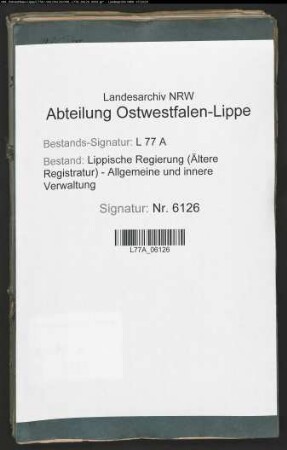 Landesarchiv NRW
Abteilung Ostwestfalen-Lippe
Bestands-Signatur: L 77 A
Bestand: Lippische Regierung (Ältere
Registratur) - Allgemeine und innere
Verwaltung
Signatur: Nr. 6126
L77A_06126